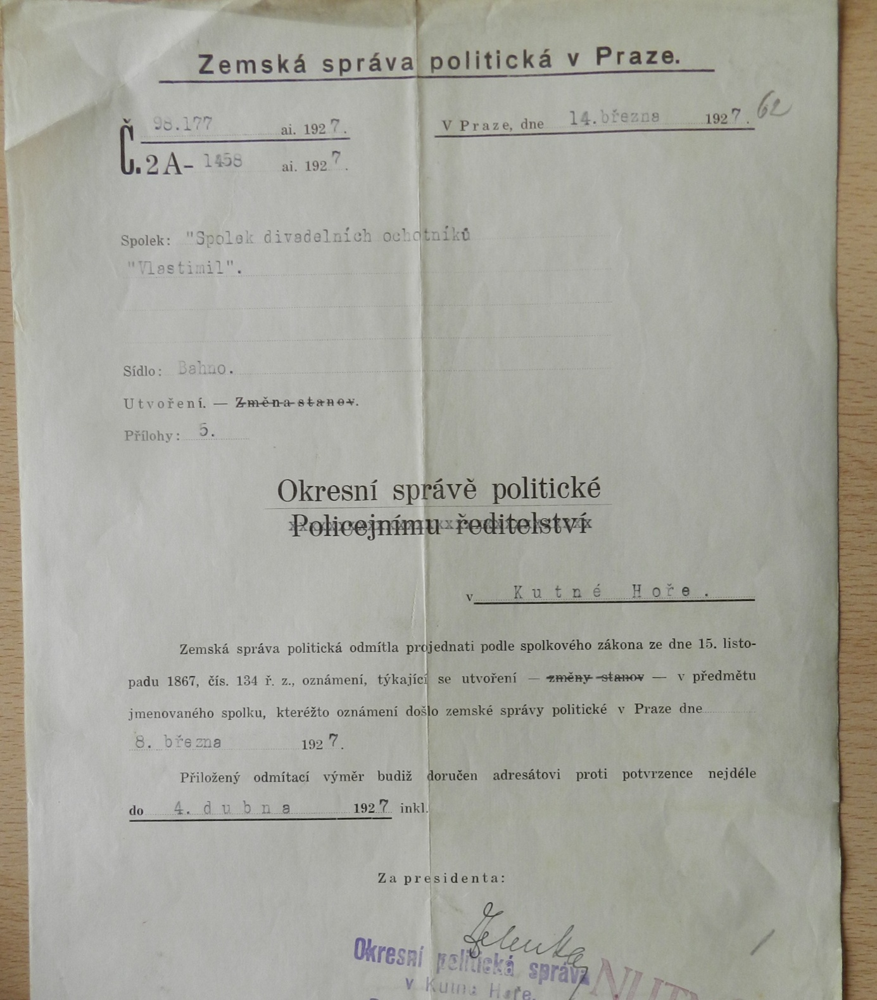 Zemská správa politická v Praze.
62
Č. 98.177 ai. 1927.
V Praze, dne 14.března 1927.
2A- 1458 ai. 1927.
Spolek: "Spolek divadelních ochotníků
"Vlastimil".
Sídlo: Bahno.
Utvoření. — Změna stanov.
Přílohy: 5.
Okresní správě politické
Policejnímu ředitelství
v Kutné Hoře.
Zemská správa politická odmítla projednati podle spolkového zákona ze dne 15. listo-
padu 1867, čís. 134 ř. z., oznámení, týkající se utvoření — změny stanov — v předmětu
jmenovaného spolku, kteréžto oznámení došlo zemské správy politické v Praze dne
8. března 1927.
Přiložený odmítací výměr budiž doručen adresátovi proti potvrzence nejdéle
do 4. dubna 1927 inkl.
Za presidenta:
Zelenka
Okresní politická správa
v Kutné Hoře.